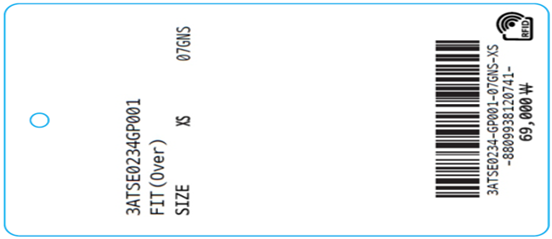 3ATSE0234GP001
FIT(Over)
SIZE XS 07GNS
RFID
3ATSE0234-GP001-07GNS-XS
-8809938120741-
69,000₩